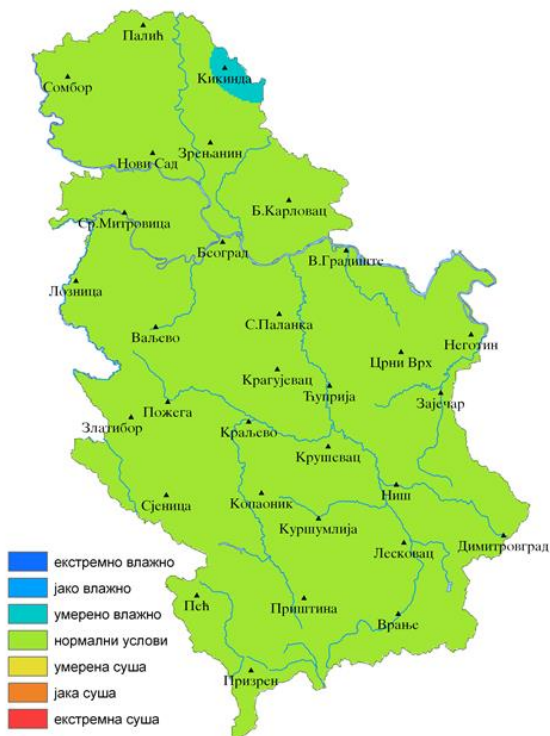 Палић
Кикинда
Сомбор
Зрењанин
Нови Сад
Б.Карловац
Ср.Митровица
Београд
В.Градиште
Лозница
С.Паланка
Ваљево
Неготин
Црни Врх
Крагујевац
Ћуприја
Зајечар
Пожега
Златибор
Краљево
Крушевац
Ниш
Сјеница
Копаоник
Куршумлија
Димитровград
Лесковац
Пећ
Приштина
Врање
Призрен
екстремно влажно
јако влажно
умерено влажно
нормални услови
умерена суша
јака суша
екстремна суша